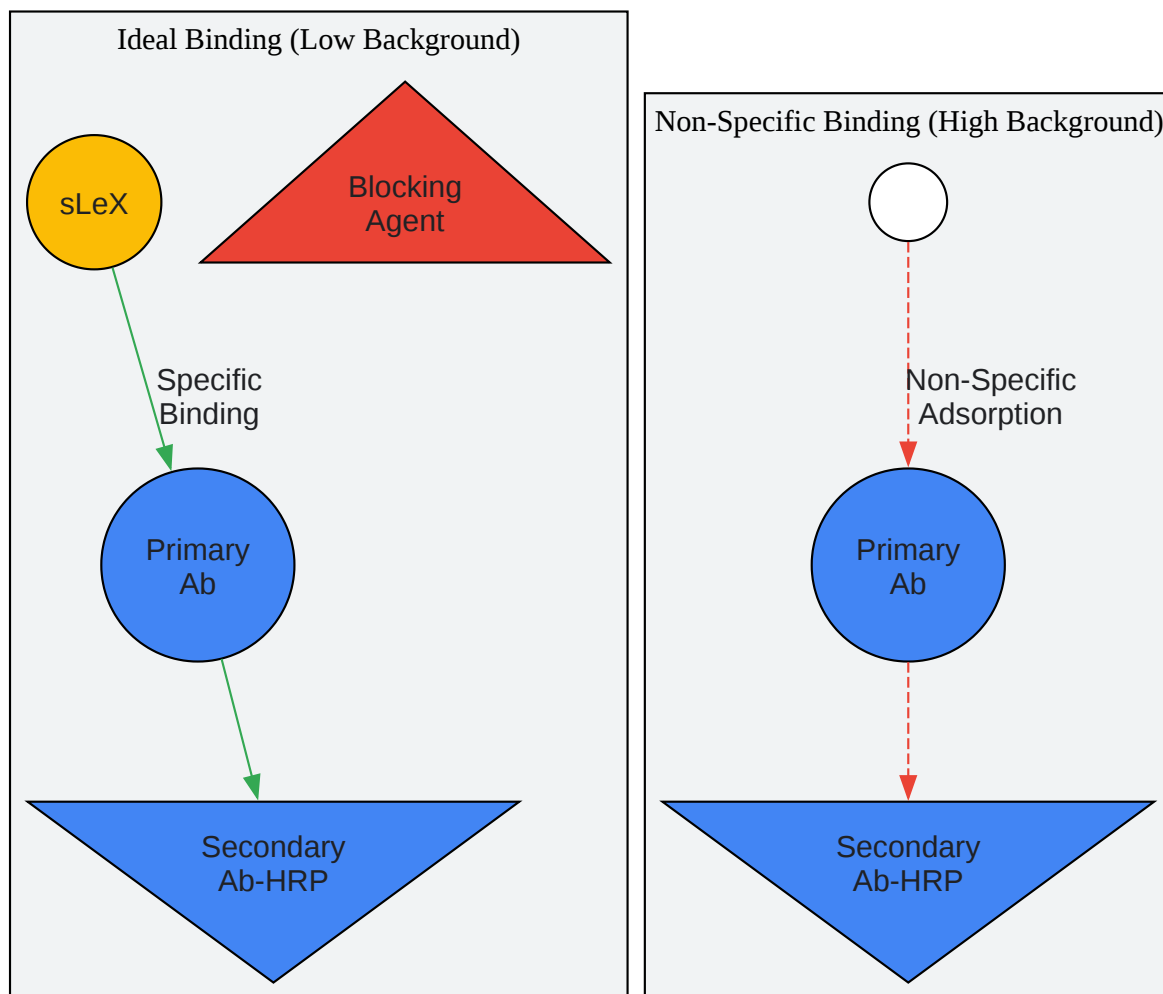 Ideal Binding (Low Background)
sLeX
Blocking
Agent
Specific
Binding
Primary
Ab
Secondary
Ab-HRP
Non-Specific Binding (High Background)
Non-Specific
Adsorption
Primary
Ab
Secondary
Ab-HRP